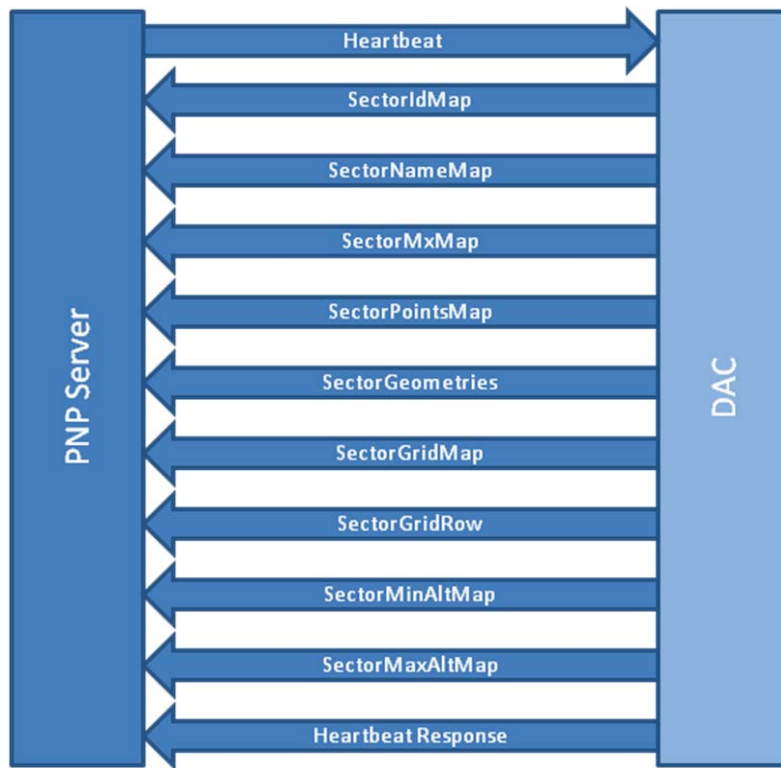 Heartbeat
SectorIdMap
SectorNameMap
SectorMxMap
SectorPointsMap
SectorGeometries
SectorGridMap
SectorGridRow
SectorMinAltMap
SectorMaxAltMap
Heartbeat Response
PNP Server
DAC